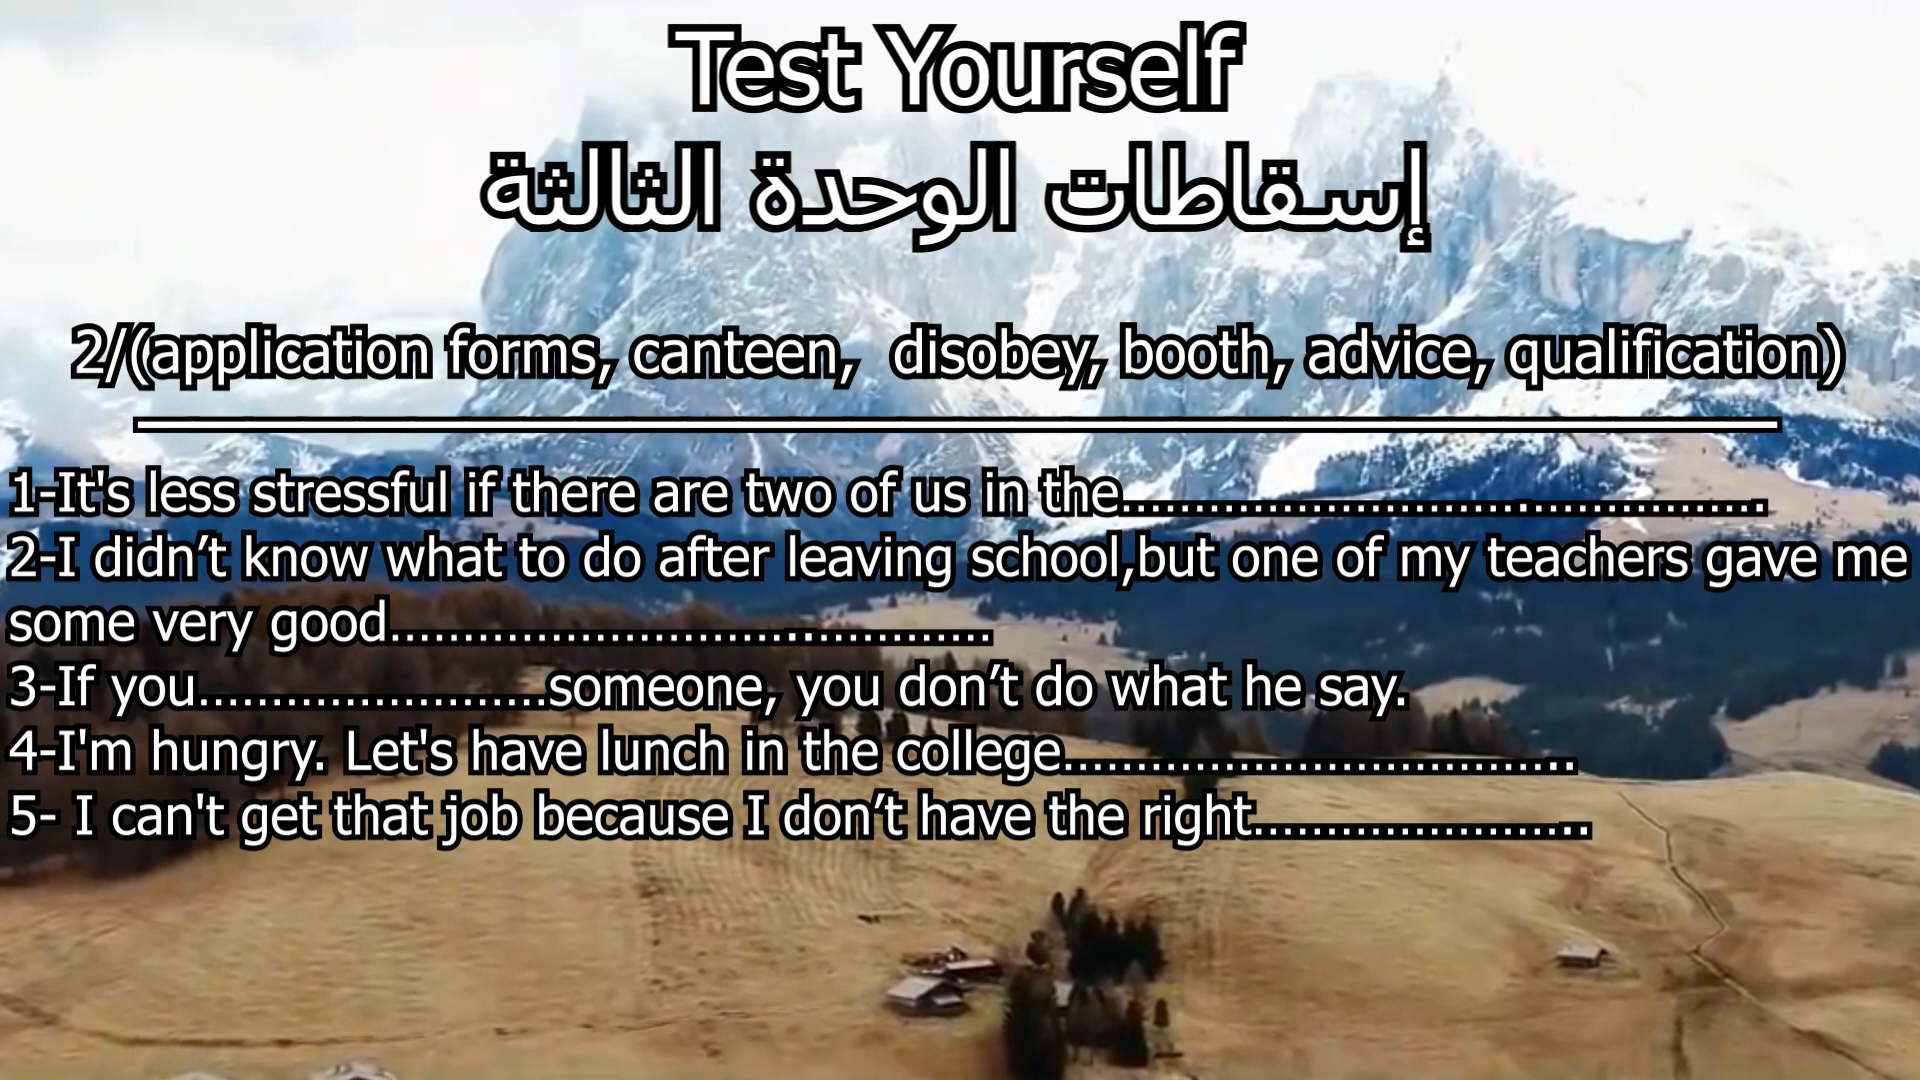 Test Yourself
إسقاطات الوحدة الثالثة
2/(application forms, canteen,  disobey, booth, advice, qualification)
1-It's less stressful if there are two of us in the............................................
2-I didn’t know what to do after leaving school,but one of my teachers gave me
some very good.........................................
3-If you........................someone, you don’t do what he say.
4-I'm hungry. Let's have lunch in the college...................................
5- I can't get that job because I don’t have the right.......................